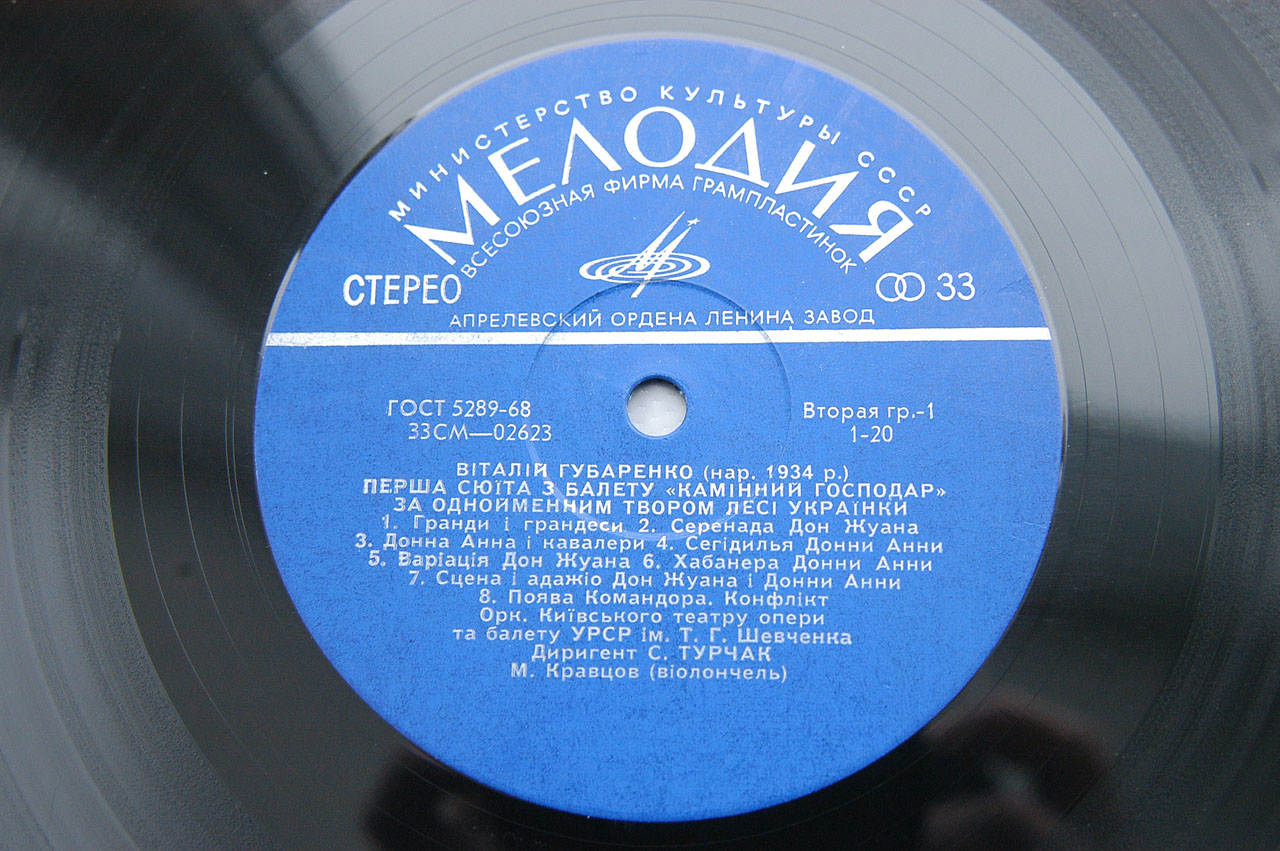 МИНИСТЕРСТВО КУЛЬТУРЫ СССР
МЕЛОДИЯ
ВСЕСОЮЗНАЯ ФИРМА ГРАМПЛАСТИНОК
СТЕРЕО
33
АПРЕЛЕВСКИЙ ОРДЕНА ЛЕНИНА ЗАВОД
ГОСТ 5289-68
Вторая гр.-1
33СМ—02623
1-20
ВІТАЛІЙ ГУБАРЕНКО (нар. 1934 р.)
ПЕРША СЮЇТА З БАЛЕТУ «КАМІННИЙ ГОСПОДАР»
ЗА ОДНОЙМЕННИМ ТВОРОМ ЛЕСІ УКРАЇНКИ
1. Гранди і грандеси 2. Серенада Дон Жуана
3. Донна Анна і кавалери 4. Сегідилья Донни Анни
5. Варіація Дон Жуана 6. Хабанера Донни Анни
7. Сцена і адажіо Дон Жуана і Донни Анни
8. Поява Командора. Конфлікт
Орк. Київського театру опери
та балету УРСР ім. Т. Г. Шевченка
Диригент С. ТУРЧАК
М. Кравцов (віолончель)